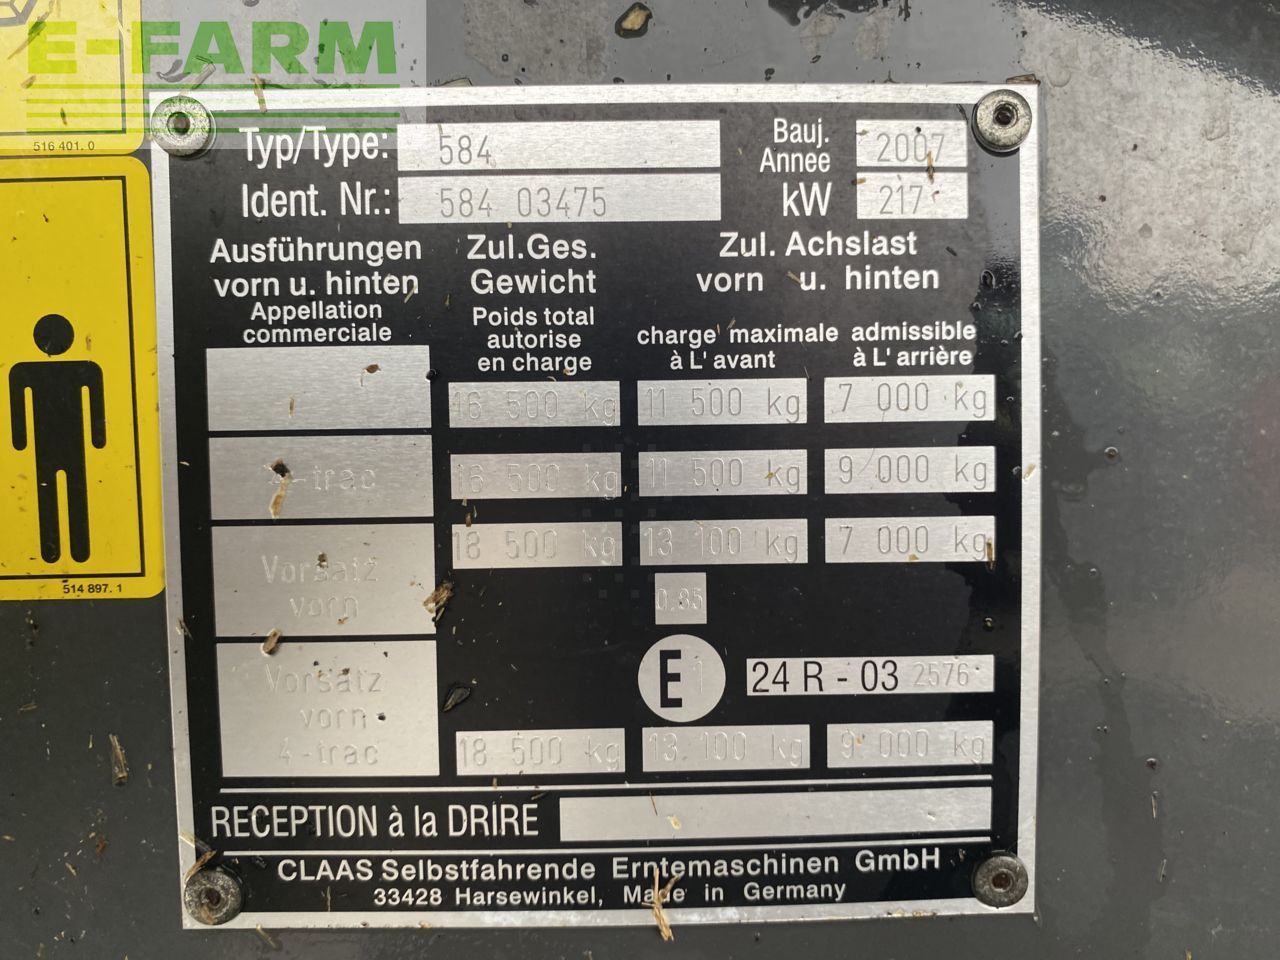 E-FARM
516 401. 0
514 897. 1
Typ/Type: 584
Bauj. Annee 2007
Ident. Nr.: 584 03475
kW 217
Ausführungen vorn u. hinten
Appellation commerciale
Zul.Ges. Gewicht
Poids total autorise en charge
Zul. Achslast vorn u. hinten
charge maximale admissible
à L' avant à L' arrière
16 500 kg 11 500 kg 7 000 kg
4-trac 16 500 kg 11 500 kg 9 000 kg
Vorsatz vorn 18 500 kg 13 100 kg 7 000 kg
0.85
E1 24 R - 03 2576
Vorsatz vorn 4-trac 18 500 kg 13 100 kg 9 000 kg
RECEPTION à la DRIRE
CLAAS Selbstfahrende Erntemaschinen GmbH
33428 Harsewinkel, Made in Germany